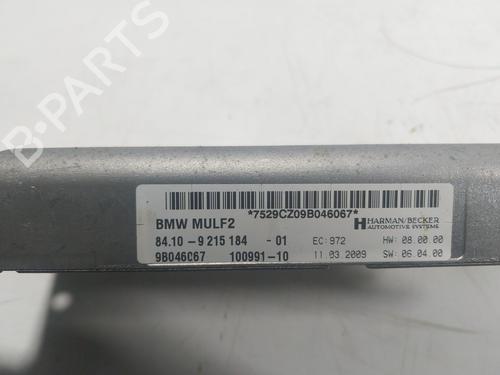 *7529CZ09B046067*
BMW MULF2
HARMAN/BECKER
AUTOMOTIVE SYSTEMS
84.10- 9 215 184 -01 EC:972 HW: 08.00.00
9B046067 100991-10 11.03 2009 SW: 06.04.00
B-PARTS